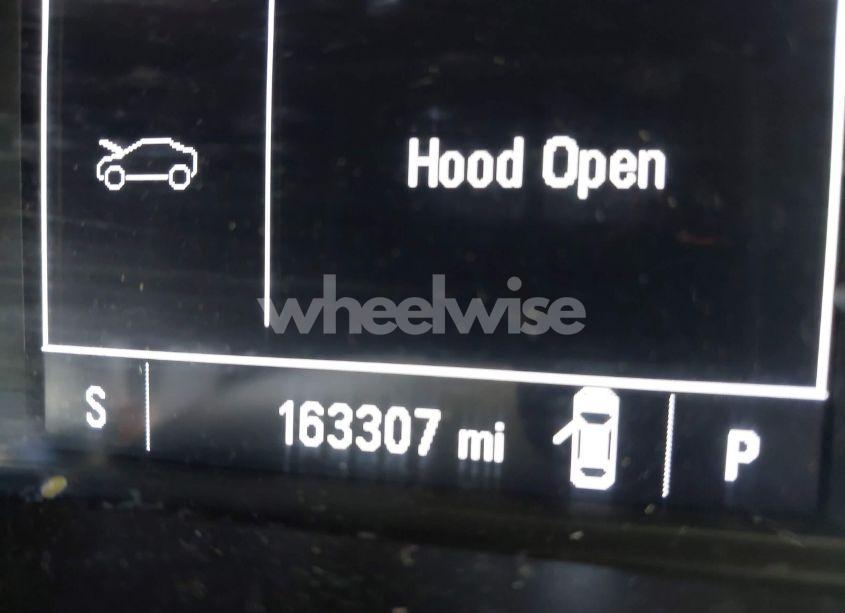 Hood Open
wheelwise
S 163307 mi P